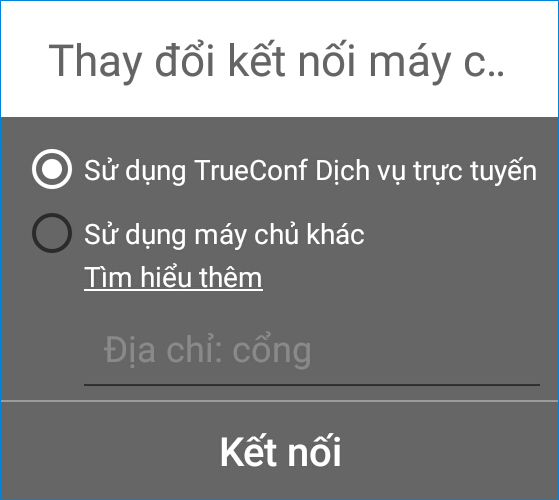 Thay đổi kết nối máy c..
Sử dụng TrueConf Dịch vụ trực tuyến
Sử dụng máy chủ khác
Tìm hiểu thêm
Địa chỉ: cổng
Kết nối